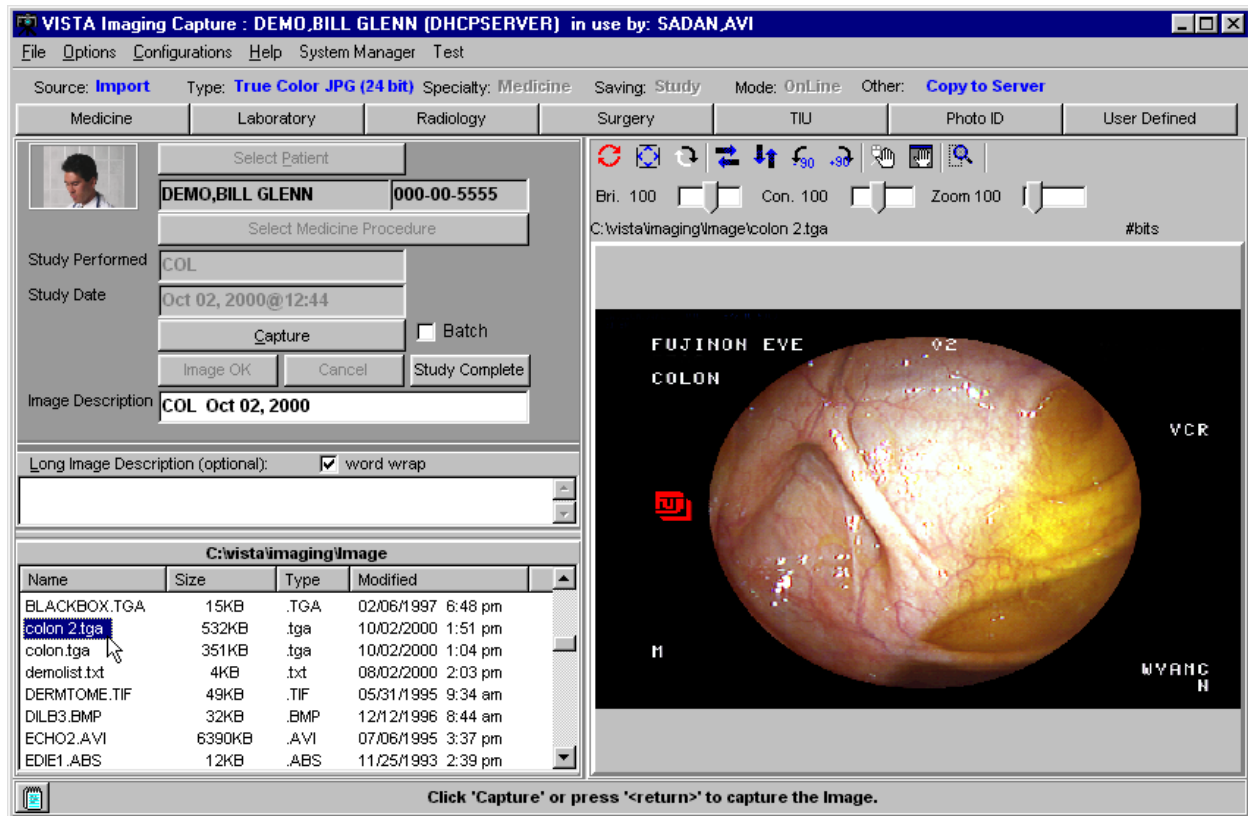 VISTA Imaging Capture : DEMO,BILL GLENN (DHCPSERVER) in use by: SADAN,AVI
File Options Configurations Help System Manager Test
Source: Import Type: True Color JPG (24 bit) Specialty: Medicine Saving: Study Mode: OnLine Other: Copy to Server
Medicine Laboratory Radiology Surgery TIU Photo ID User Defined
Select Patient
DEMO,BILL GLENN 000-00-5555
Select Medicine Procedure
Study Performed COL
Study Date Oct 02, 2000@12:44
Capture Batch
Image OK Cancel Study Complete
Image Description COL Oct 02, 2000
Long Image Description (optional): word wrap
C:\vista\imaging\Image
Name Size Type Modified
BLACKBOX.TGA 15KB .TGA 02/06/1997 6:48 pm
colon 2.tga 532KB .tga 10/02/2000 1:51 pm
colon.tga 351KB .tga 10/02/2000 1:04 pm
demolist.txt 4KB .txt 08/02/2000 2:03 pm
DERMTOME.TIF 49KB .TIF 05/31/1995 9:34 am
DILB3.BMP 32KB .BMP 12/12/1996 8:44 am
ECHO2.AVI 6390KB .AVI 07/06/1995 3:37 pm
EDIE1.ABS 12KB .ABS 11/25/1993 2:39 pm
90 +90
Bri. 100 Con. 100 Zoom 100
C:\vista\imaging\Image\colon 2.tga #bits
FUJINON EVE 02
COLON
VCR
FUJI
M
WVAMC
N
Click 'Capture' or press '<return>' to capture the Image.